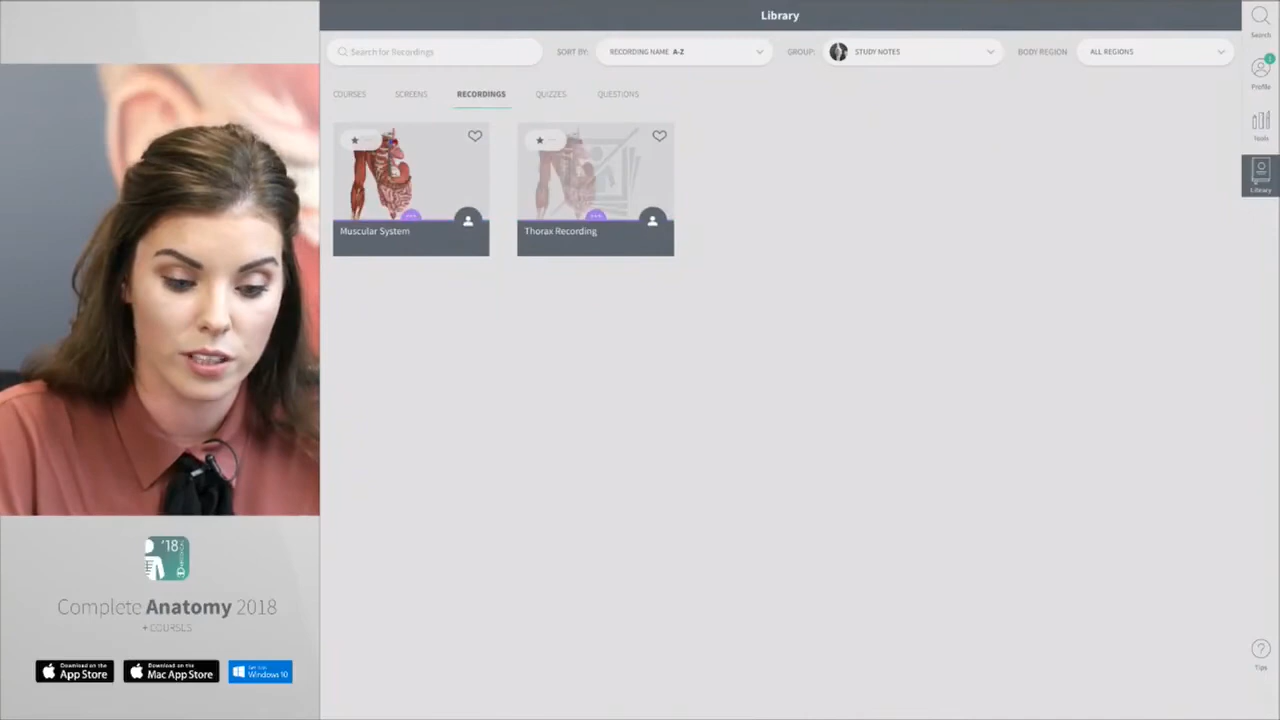 Library
Search
Search for Recordings
SORT BY: RECORDING NAME A-Z
GROUP: STUDY NOTES
BODY REGION ALL REGIONS
Profile
COURSES SCREENS RECORDINGS QUIZZES QUESTIONS
Tools
Library
Muscular System
Thorax Recording
'18
Complete Anatomy 2018
+ COURSES
Download on the App Store
Download on the Mac App Store
Windows 10
Tips